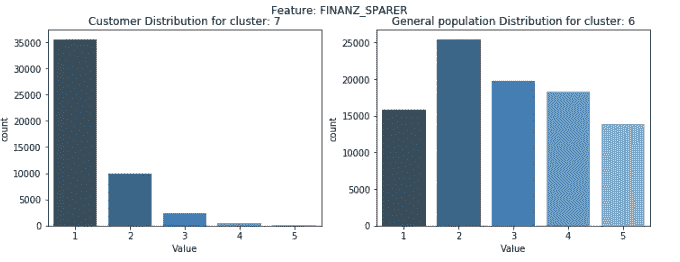 Feature: FINANZ_SPARER
Customer Distribution for cluster: 7
General population Distribution for cluster: 6
35000
30000
25000
20000
15000
10000
5000
0
count
1 2 3 4 5
Value
25000
20000
15000
10000
5000
0
count
1 2 3 4 5
Value